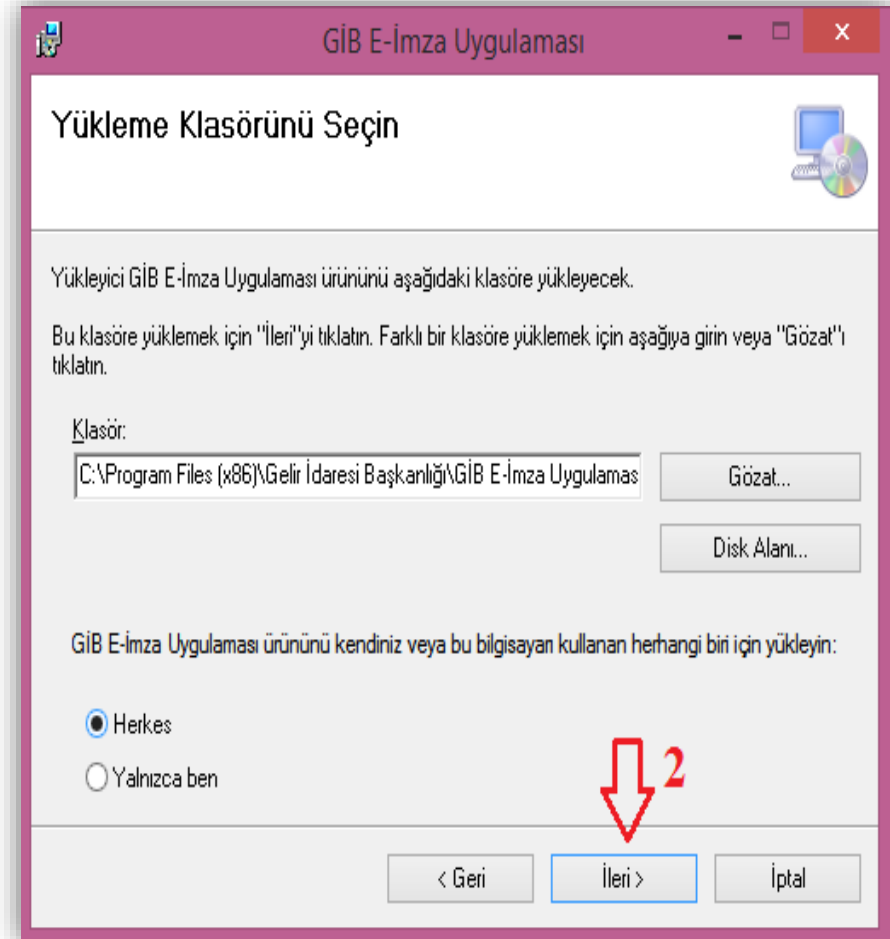 GİB E-İmza Uygulaması
Yükleme Klasörünü Seçin
Yükleyici GİB E-İmza Uygulaması ürününü aşağıdaki klasöre yükleyecek.
Bu klasöre yüklemek için "İleri"yi tıklatın. Farklı bir klasöre yüklemek için aşağıya girin veya "Gözat"ı
tıklatın.
Klasör:
C:\Program Files (x86)\Gelir İdaresi Başkanlığı\GİB E-İmza Uygulamas
Gözat...
Disk Alanı...
GİB E-İmza Uygulaması ürününü kendiniz veya bu bilgisayarı kullanan herhangi biri için yükleyin:
Herkes
Yalnızca ben
2
< Geri
İleri >
İptal